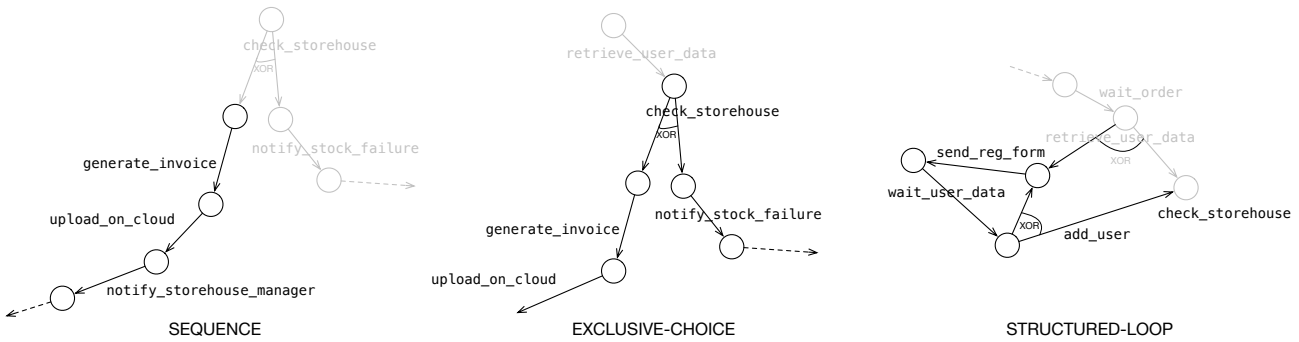 check_storehouse
XOR
notify_stock_failure
generate_invoice
upload_on_cloud
notify_storehouse_manager
SEQUENCE
retrieve_user_data
check_storehouse
XOR
notify_stock_failure
generate_invoice
upload_on_cloud
EXCLUSIVE-CHOICE
wait_order
retrieve_user_data
XOR
send_reg_form
wait_user_data
check_storehouse
XOR
add_user
STRUCTURED-LOOP